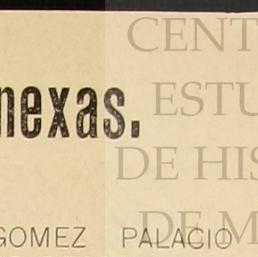 CENT
nexas.
ESTU
DE HIS
GOMEZ PALACIO
DE M